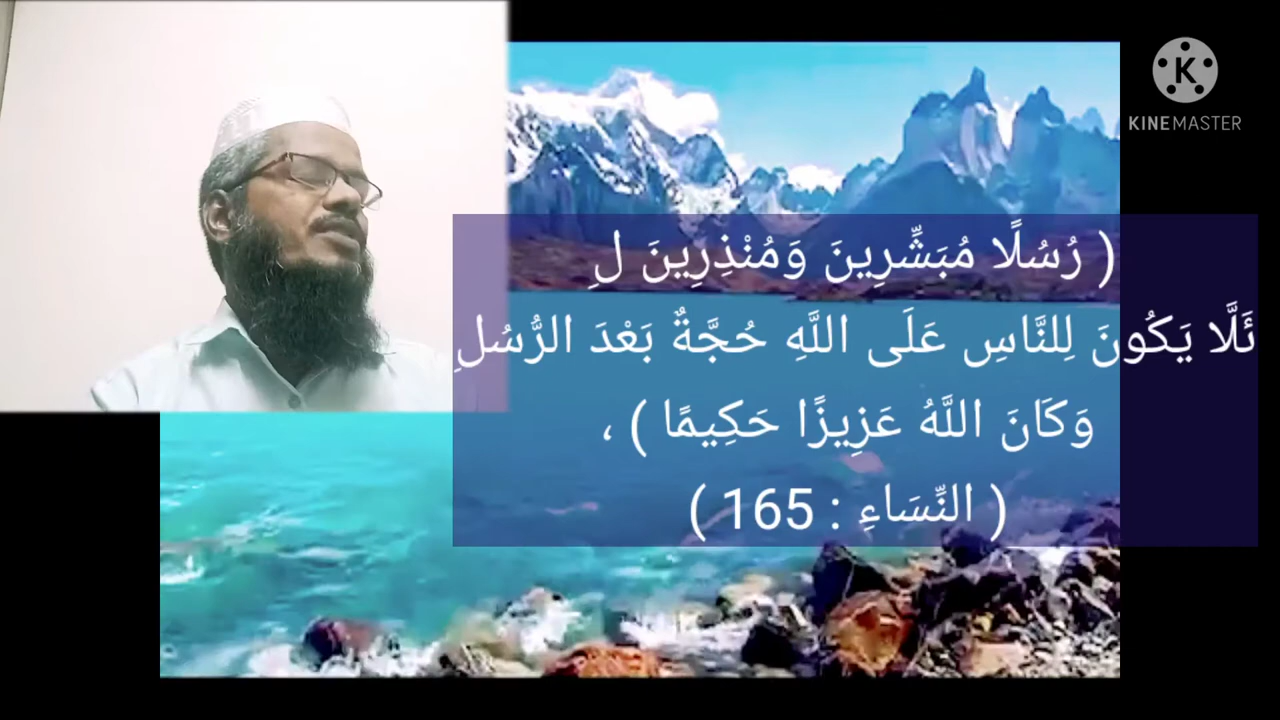 ( رُسُلًا مُبَشِّرِينَ وَمُنْذِرِينَ لِ
ئَلَّا يَكُونَ لِلنَّاسِ عَلَى اللَّهِ حُجَّةٌ بَعْدَ الرُّسُلِ
وَكَانَ اللَّهُ عَزِيزًا حَكِيمًا ) ،
( النِّسَاءِ : 165 )
K
KINEMASTER